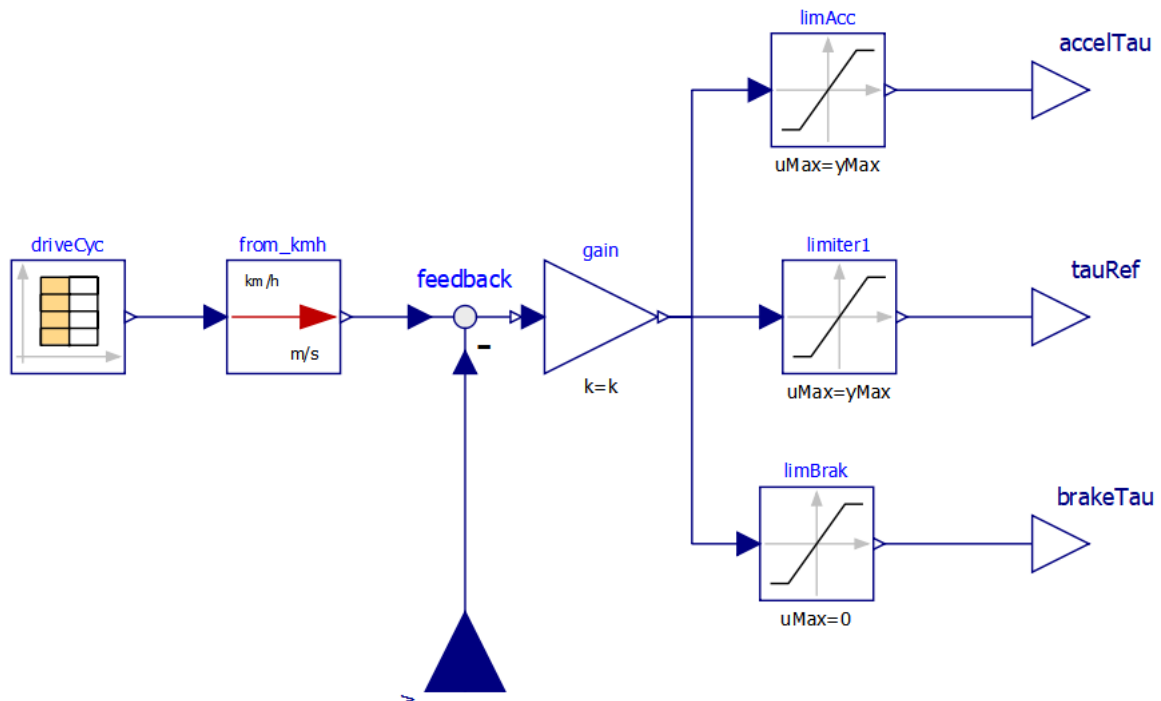 limAcc
accelTau
uMax=yMax
driveCyc
from_kmh
km/h
m/s
feedback
-
gain
k=k
limiter1
tauRef
uMax=yMax
limBrak
brakeTau
uMax=0